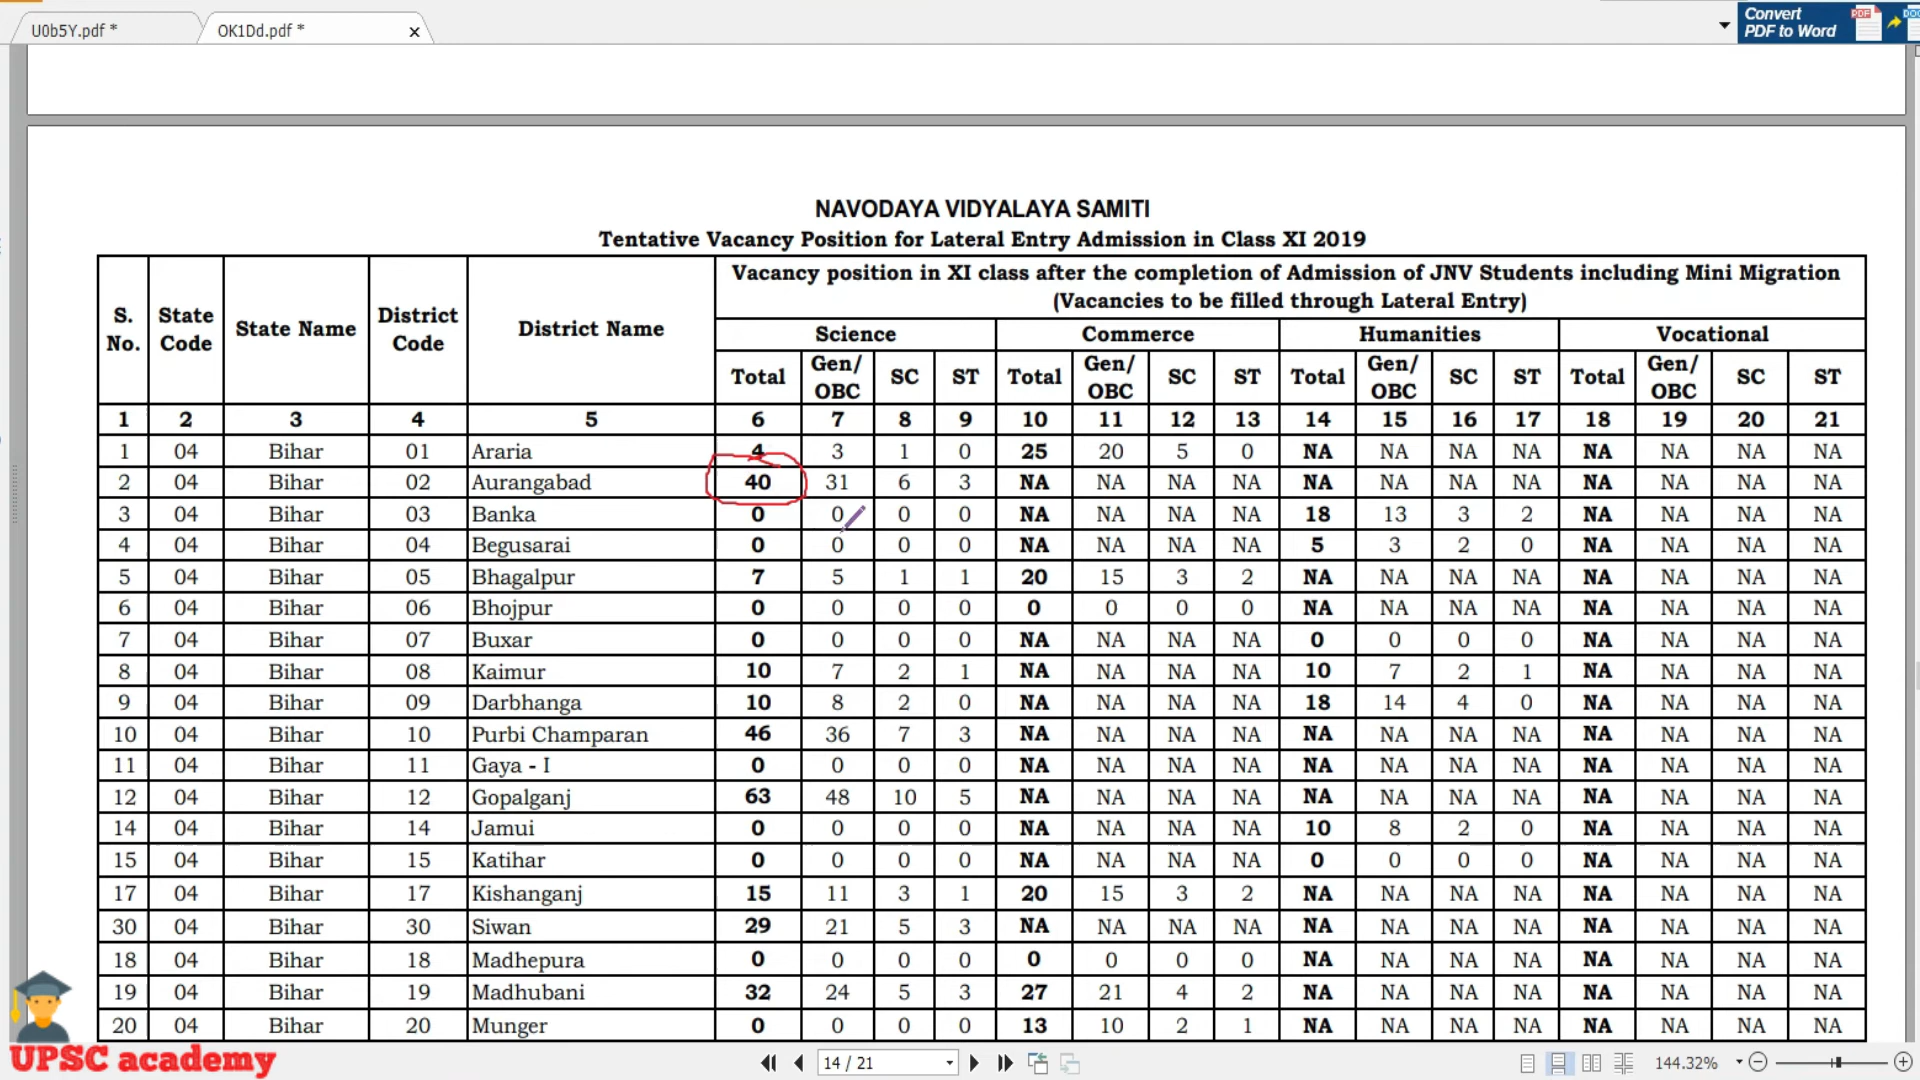 U0b5Y.pdf *
OK1Dd.pdf *
Convert
PDF to Word
PDF
NAVODAYA VIDYALAYA SAMITI
Tentative Vacancy Position for Lateral Entry Admission in Class XI 2019
S. No. State Code State Name District Code District Name Vacancy position in XI class after the completion of Admission of JNV Students including Mini Migration
(Vacancies to be filled through Lateral Entry)
Science Commerce Humanities Vocational
Total Gen/OBC SC ST Total Gen/OBC SC ST Total Gen/OBC SC ST Total Gen/OBC SC ST
1 2 3 4 5 6 7 8 9 10 11 12 13 14 15 16 17 18 19 20 21
1 04 Bihar 01 Araria 4 3 1 0 25 20 5 0 NA NA NA NA NA NA NA NA
2 04 Bihar 02 Aurangabad 40 31 6 3 NA NA NA NA NA NA NA NA NA NA NA NA
3 04 Bihar 03 Banka 0 0 0 0 NA NA NA NA 18 13 3 2 NA NA NA NA
4 04 Bihar 04 Begusarai 0 0 0 0 NA NA NA NA 5 3 2 0 NA NA NA NA
5 04 Bihar 05 Bhagalpur 7 5 1 1 20 15 3 2 NA NA NA NA NA NA NA NA
6 04 Bihar 06 Bhojpur 0 0 0 0 0 0 0 0 NA NA NA NA NA NA NA NA
7 04 Bihar 07 Buxar 0 0 0 0 NA NA NA NA 0 0 0 0 NA NA NA NA
8 04 Bihar 08 Kaimur 10 7 2 1 NA NA NA NA 10 7 2 1 NA NA NA NA
9 04 Bihar 09 Darbhanga 10 8 2 0 NA NA NA NA 18 14 4 0 NA NA NA NA
10 04 Bihar 10 Purbi Champaran 46 36 7 3 NA NA NA NA NA NA NA NA NA NA NA NA
11 04 Bihar 11 Gaya - I 0 0 0 0 NA NA NA NA NA NA NA NA NA NA NA NA
12 04 Bihar 12 Gopalganj 63 48 10 5 NA NA NA NA NA NA NA NA NA NA NA NA
14 04 Bihar 14 Jamui 0 0 0 0 NA NA NA NA 10 8 2 0 NA NA NA NA
15 04 Bihar 15 Katihar 0 0 0 0 NA NA NA NA 0 0 0 0 NA NA NA NA
17 04 Bihar 17 Kishanganj 15 11 3 1 20 15 3 2 NA NA NA NA NA NA NA NA
30 04 Bihar 30 Siwan 29 21 5 3 NA NA NA NA NA NA NA NA NA NA NA NA
18 04 Bihar 18 Madhepura 0 0 0 0 0 0 0 0 NA NA NA NA NA NA NA NA
19 04 Bihar 19 Madhubani 32 24 5 3 27 21 4 2 NA NA NA NA NA NA NA NA
20 04 Bihar 20 Munger 0 0 0 0 13 10 2 1 NA NA NA NA NA NA NA NA
UPSC academy
14 / 21
144.32%